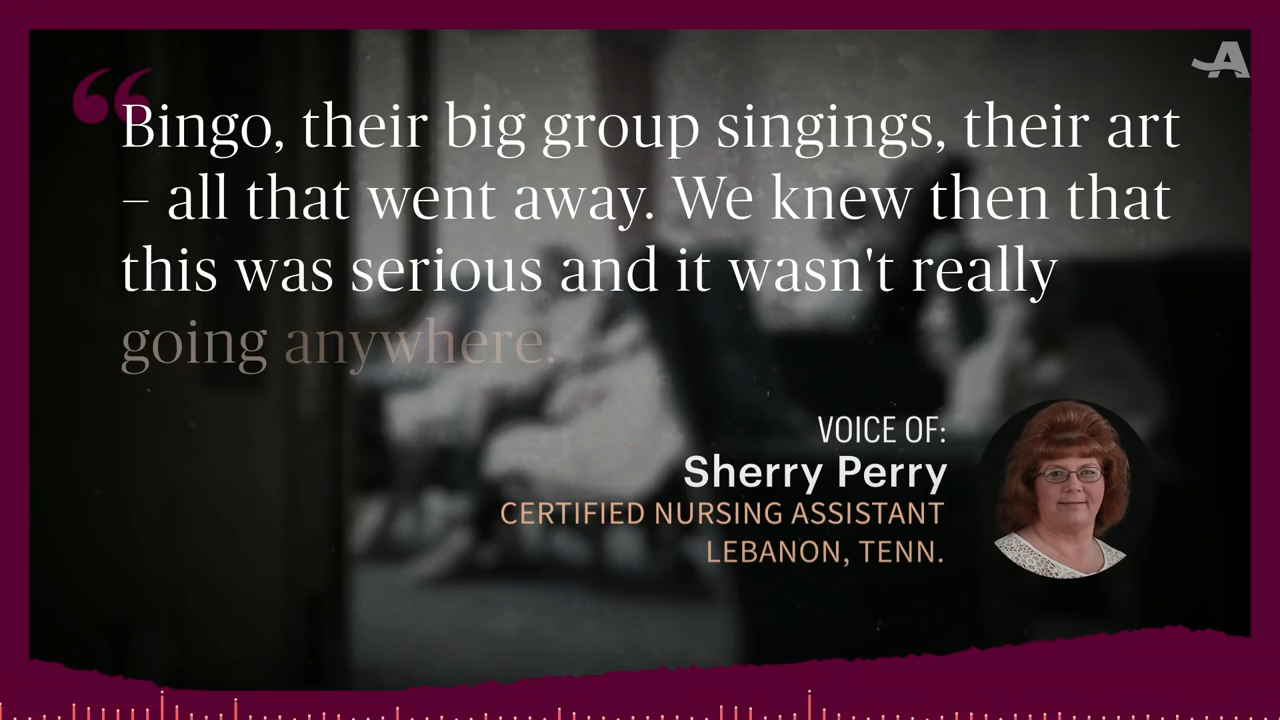 “Bingo, their big group singings, their art
– all that went away. We knew then that
this was serious and it wasn't really
going anywhere.
VOICE OF:
Sherry Perry
CERTIFIED NURSING ASSISTANT
LEBANON, TENN.